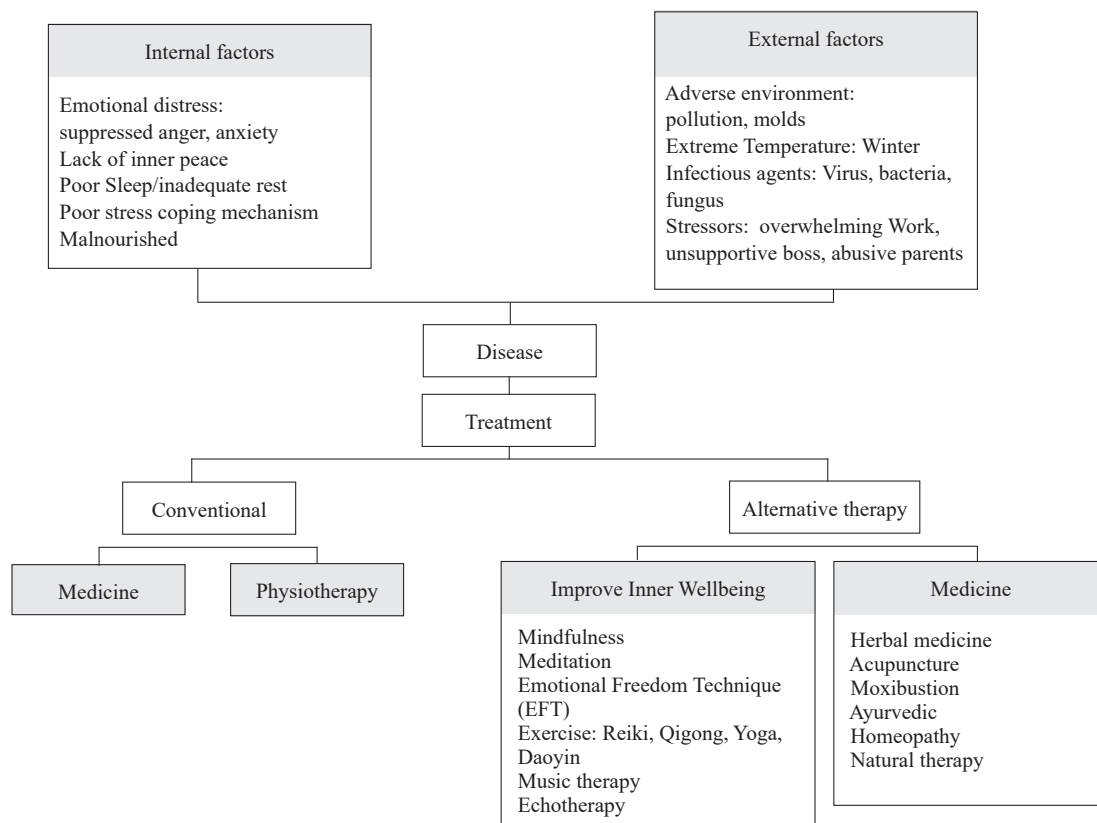 Internal factors
Emotional distress:
suppressed anger, anxiety
Lack of inner peace
Poor Sleep/inadequate rest
Poor stress coping mechanism
Malnourished
External factors
Adverse environment:
pollution, molds
Extreme Temperature: Winter
Infectious agents: Virus, bacteria,
fungus
Stressors:  overwhelming Work,
unsupportive boss, abusive parents
Disease
Treatment
Conventional
Alternative therapy
Medicine
Physiotherapy
Improve Inner Wellbeing
Mindfulness
Meditation
Emotional Freedom Technique
(EFT)
Exercise: Reiki, Qigong, Yoga,
Daoyin
Music therapy
Echotherapy
Medicine
Herbal medicine
Acupuncture
Moxibustion
Ayurvedic
Homeopathy
Natural therapy